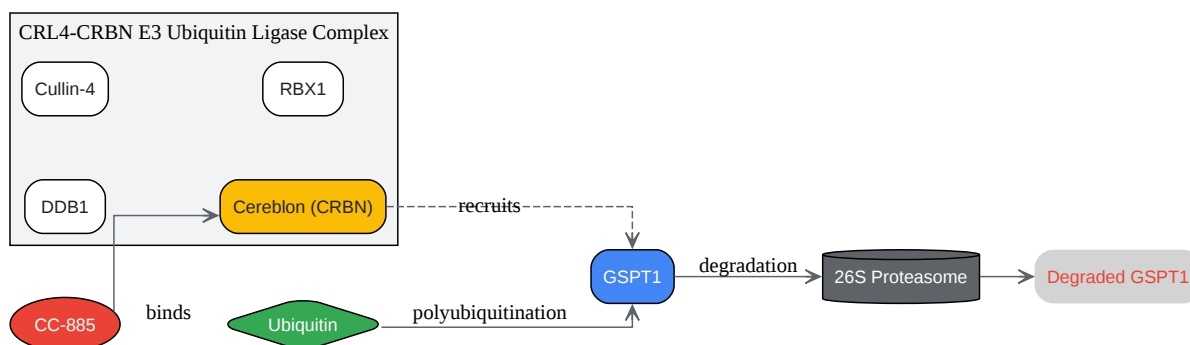 CRL4-CRBN E3 Ubiquitin Ligase Complex
Cullin-4
RBX1
DDB1
Cereblon (CRBN)
recruits
GSPT1
degradation
26S Proteasome
Degraded GSPT1
CC-885
binds
Ubiquitin
polyubiquitination